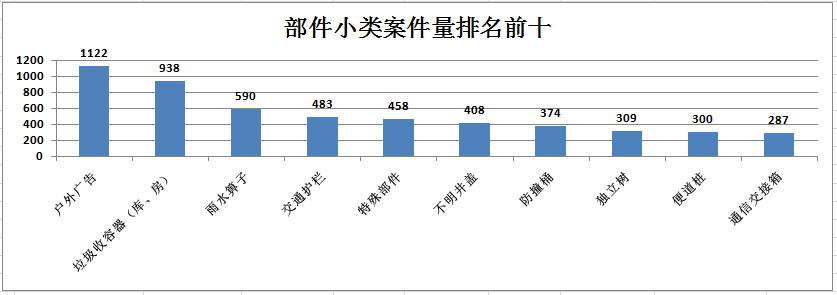 部件小类案件量排名前十
1200
1000
800
600
400
200
0
1122
938
590
483
458
408
374
309
300
287
户外广告
垃圾收容器（库、房）
雨水箅子
交通护栏
特殊部件
不明井盖
防撞桶
独立树
便道桩
通信交接箱